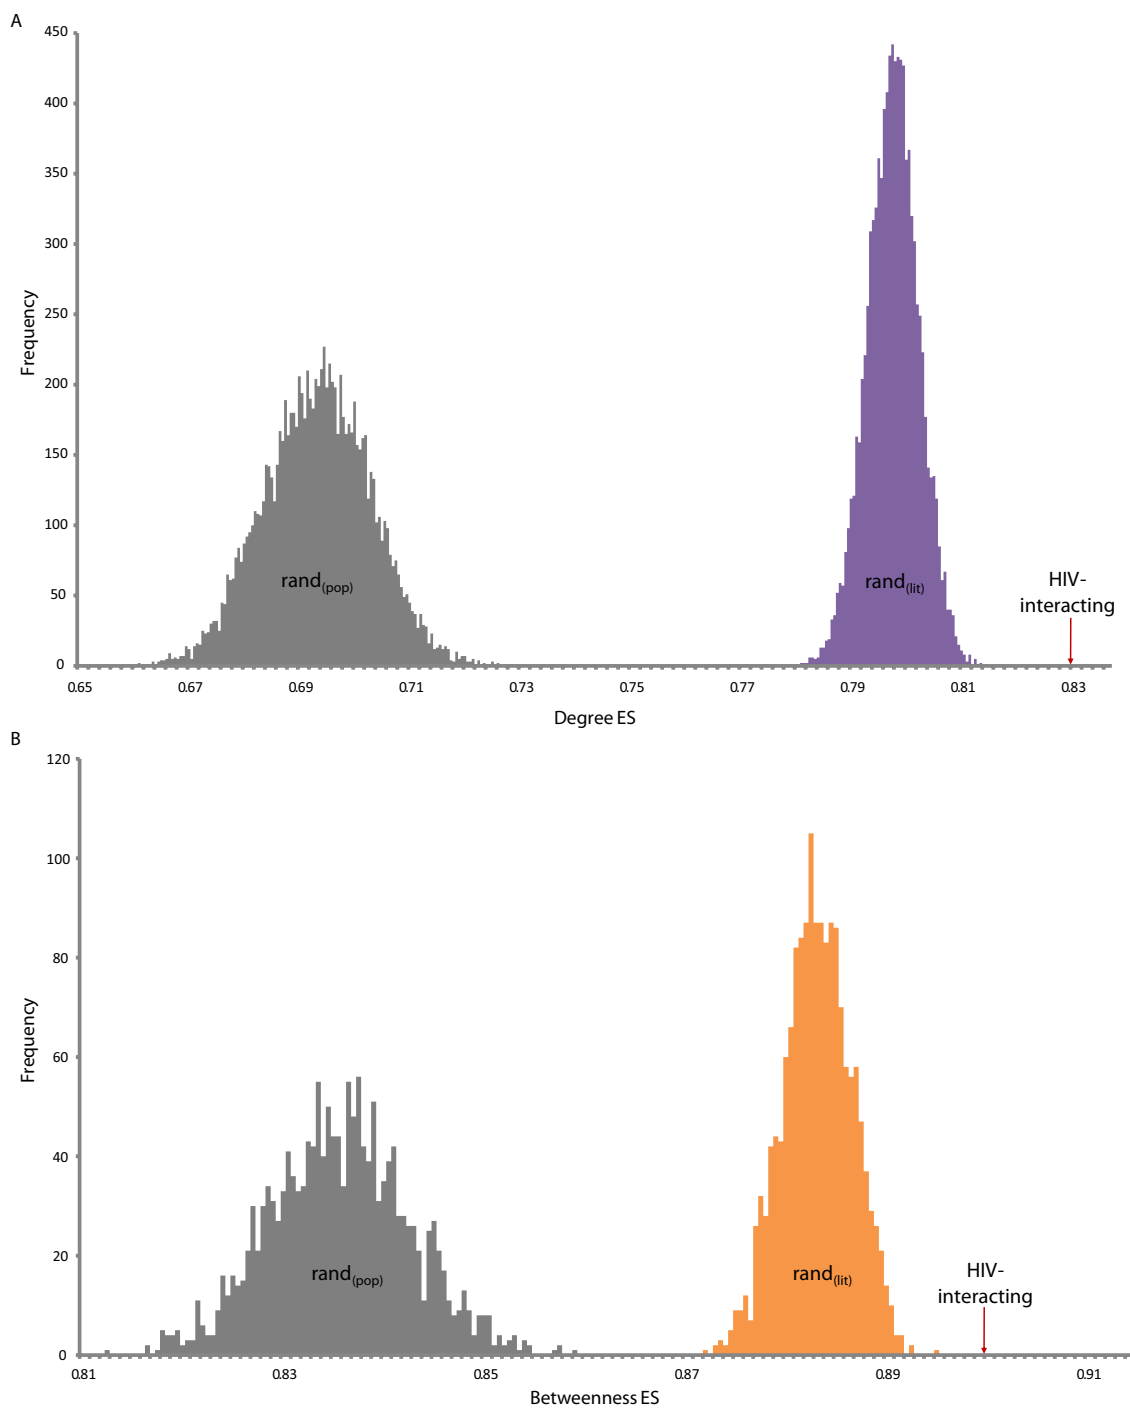 A
450
400
350
300
250
200
150
100
50
0
Frequency
rand(pop)
rand(lit)
HIV-
interacting
0.65 0.67 0.69 0.71 0.73 0.75 0.77 0.79 0.81 0.83
Degree ES
B
120
100
80
60
40
20
0
Frequency
rand(pop)
rand(lit)
HIV-
interacting
0.81 0.83 0.85 0.87 0.89 0.91
Betweenness ES